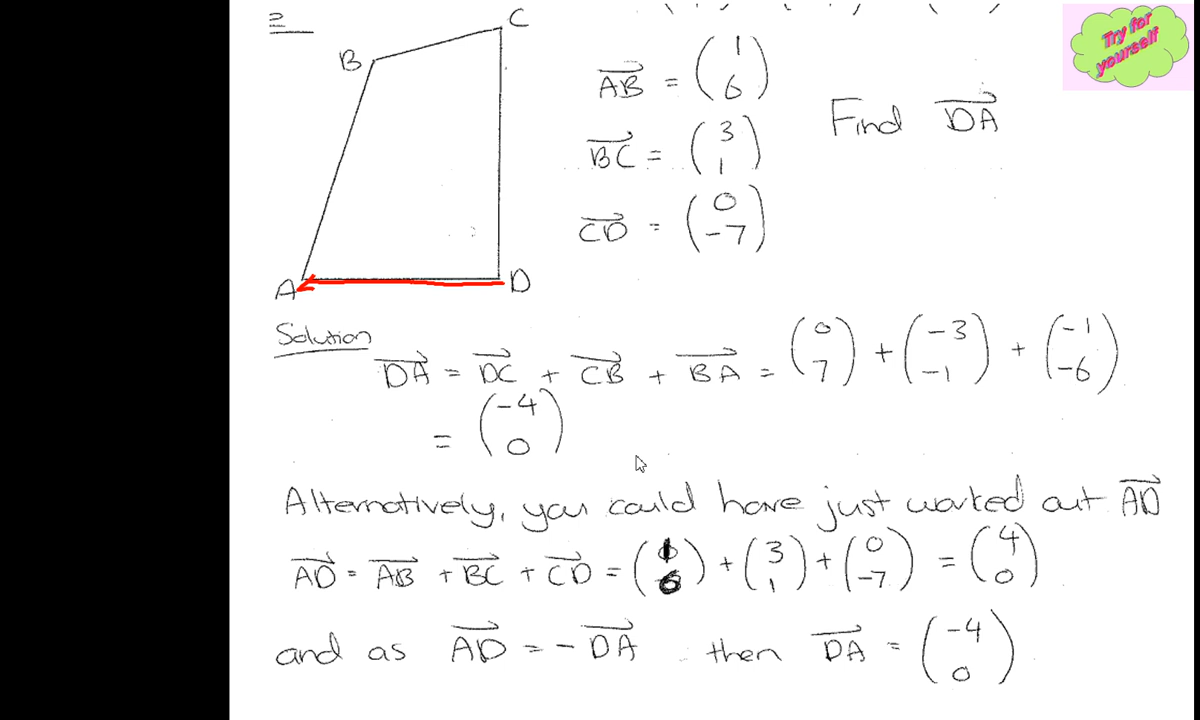 2
C
B
A
D
Try for
yourself
AB→ = (1 6)
BC→ = (3 1)
CD→ = (0 -7)
Find DA→
Solution
DA→ = DC→ + CB→ + BA→ = (0 7) + (-3 -1) + (-1 -6)
= (-4 0)
Alternatively, you could have just worked out AD→
AD→ = AB→ + BC→ + CD→ = (1 6) + (3 1) + (0 -7) = (4 0)
and as AD→ = - DA→ then DA→ = (-4 0)